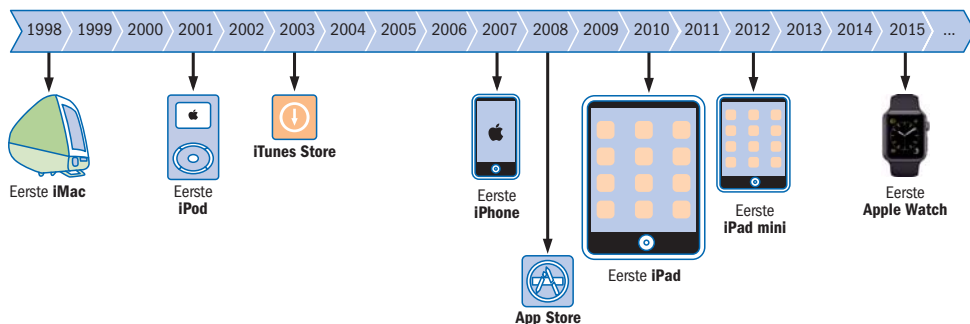 1998 1999 2000 2001 2002 2003 2004 2005 2006 2007 2008 2009 2010 2011 2012 2013 2014 2015 ...
Eerste iMac
Eerste
iPod
iTunes Store
Eerste
iPhone
App Store
Eerste iPad
Eerste
iPad mini
Eerste
Apple Watch